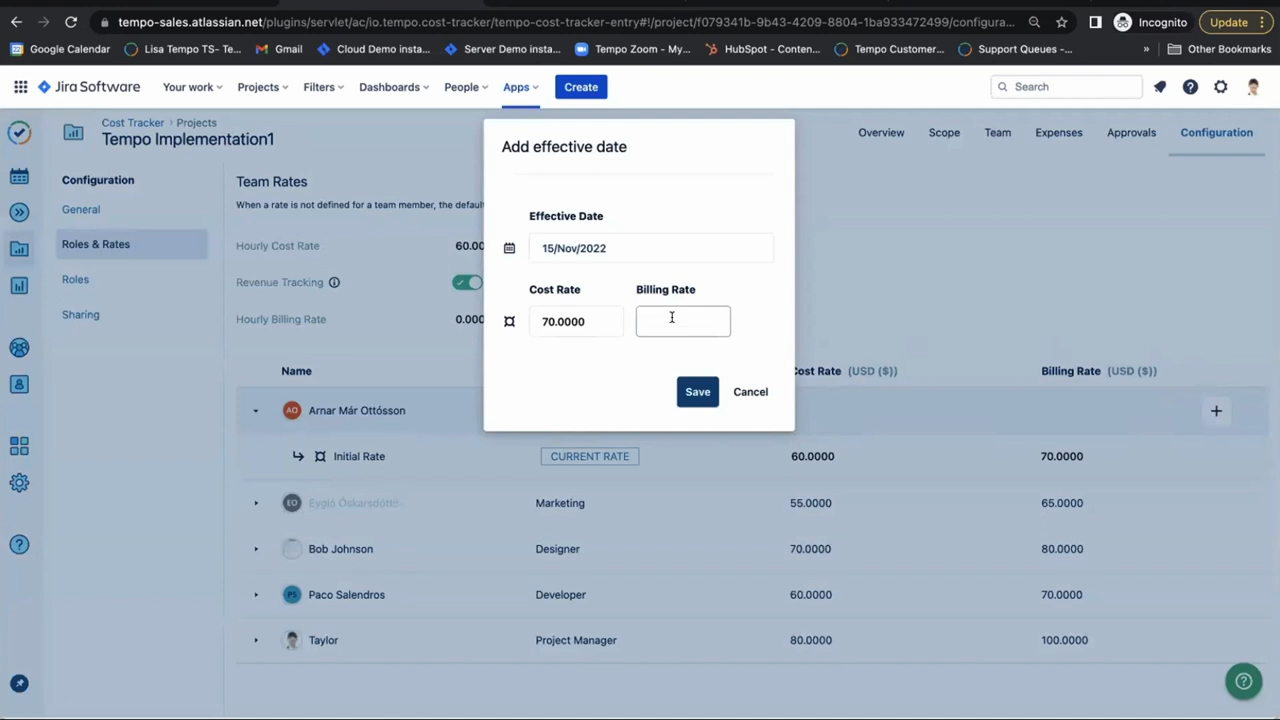 tempo-sales.atlassian.net/plugins/servlet/ac/io.tempo.cost-tracker/tempo-cost-tracker-entry#!/project/f079341b-9b43-4209-8804-1ba933472499/configura...
Incognito
Update
Google Calendar
Lisa Tempo TS- Te...
Gmail
Cloud Demo insta...
Server Demo insta...
Tempo Zoom - My...
HubSpot - Conten...
Tempo Customer...
Support Queues -...
»
Other Bookmarks
Jira Software
Your work
Projects
Filters
Dashboards
People
Apps
Create
Search
Cost Tracker
Projects
Tempo Implementation1
Overview
Scope
Team
Expenses
Approvals
Configuration
Configuration
General
Roles & Rates
Roles
Sharing
Team Rates
When a rate is not defined for a team member, the defau
Hourly Cost Rate 60.00
Revenue Tracking
Hourly Billing Rate 0.000
Add effective date
Effective Date
15/Nov/2022
Cost Rate Billing Rate
70.0000
Save Cancel
Name Cost Rate (USD ($)) Billing Rate (USD ($))
AO Arnar Már Ottósson
Initial Rate CURRENT RATE 60.0000 70.0000
EO Eygló Óskarsdótti... Marketing 55.0000 65.0000
Bob Johnson Designer 70.0000 80.0000
PS Paco Salendros Developer 60.0000 70.0000
Taylor Project Manager 80.0000 100.0000